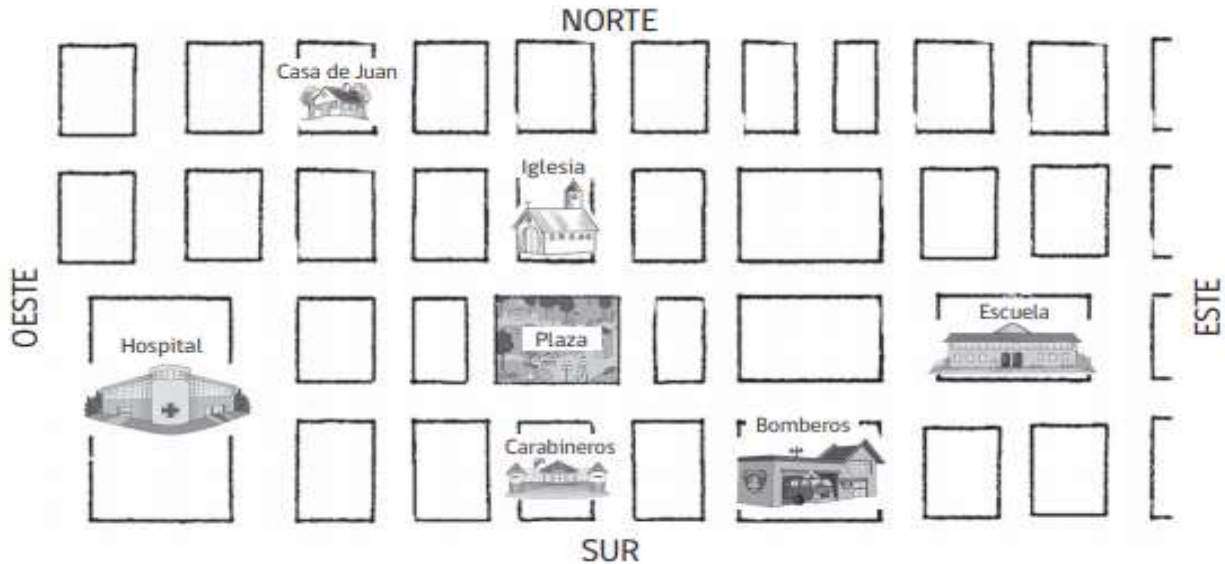 NORTE
Casa de Juan
Iglesia
OESTE
ESTE
Hospital
Plaza
Escuela
Carabineros
Bomberos
SUR